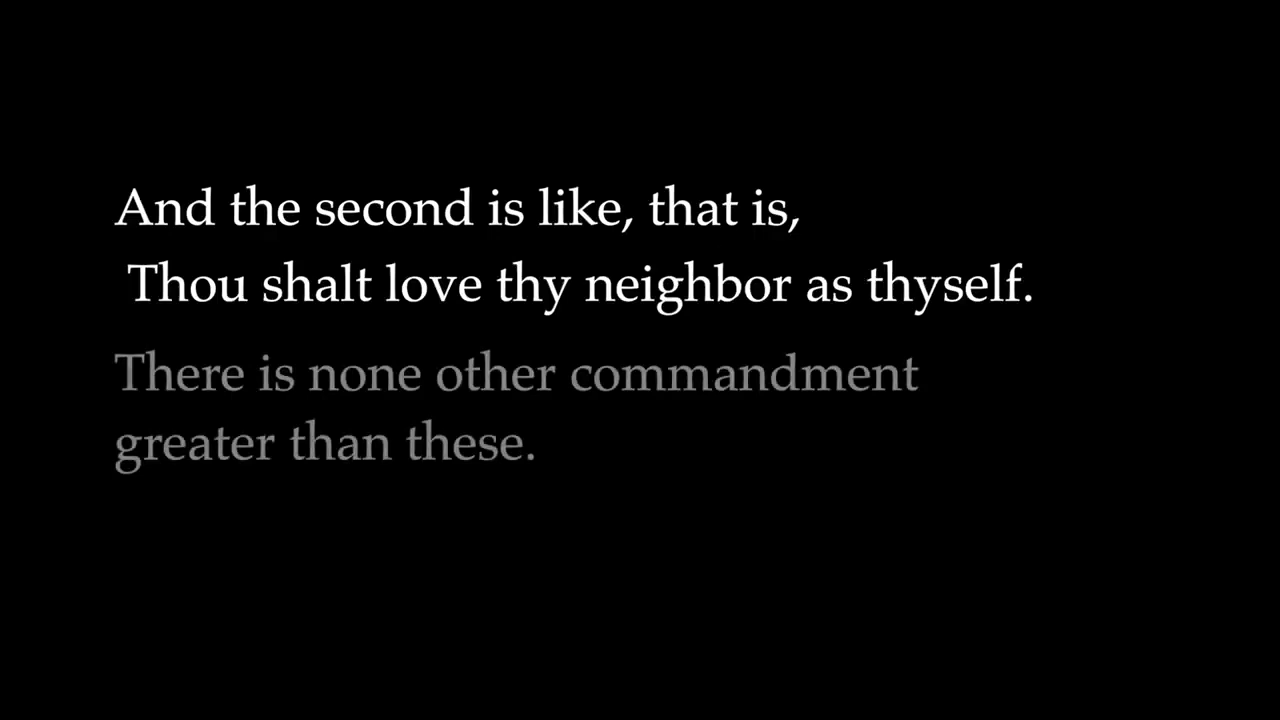 And the second is like, that is,
Thou shalt love thy neighbor as thyself.
There is none other commandment
greater than these.